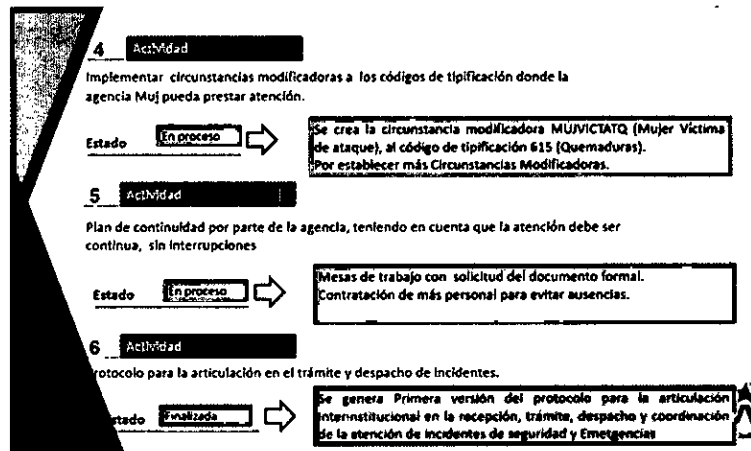 4 Actividad
Implementar circunstancias modificadoras a los códigos de tipificación donde la
agencia Muj pueda prestar atención.
Estado En proceso
Se crea la circunstancia modificadora MUJVICTATQ (Mujer Víctima
de ataque), al código de tipificación 615 (Quemaduras).
Por establecer más Circunstancias Modificadoras.
5 Actividad
Plan de continuidad por parte de la agencia, teniendo en cuenta que la atención debe ser
continua, sin interrupciones
Estado En proceso
Mesas de trabajo con solicitud del documento formal.
Contratación de más personal para evitar ausencias.
6 Actividad
rotocolo para la articulación en el trámite y despacho de incidentes.
stado Finalizada
Se genera Primera versión del protocolo para la articulación
interinstitucional en la recepción, trámite, despacho y coordinación
de la atención de incidentes de seguridad y Emergencias